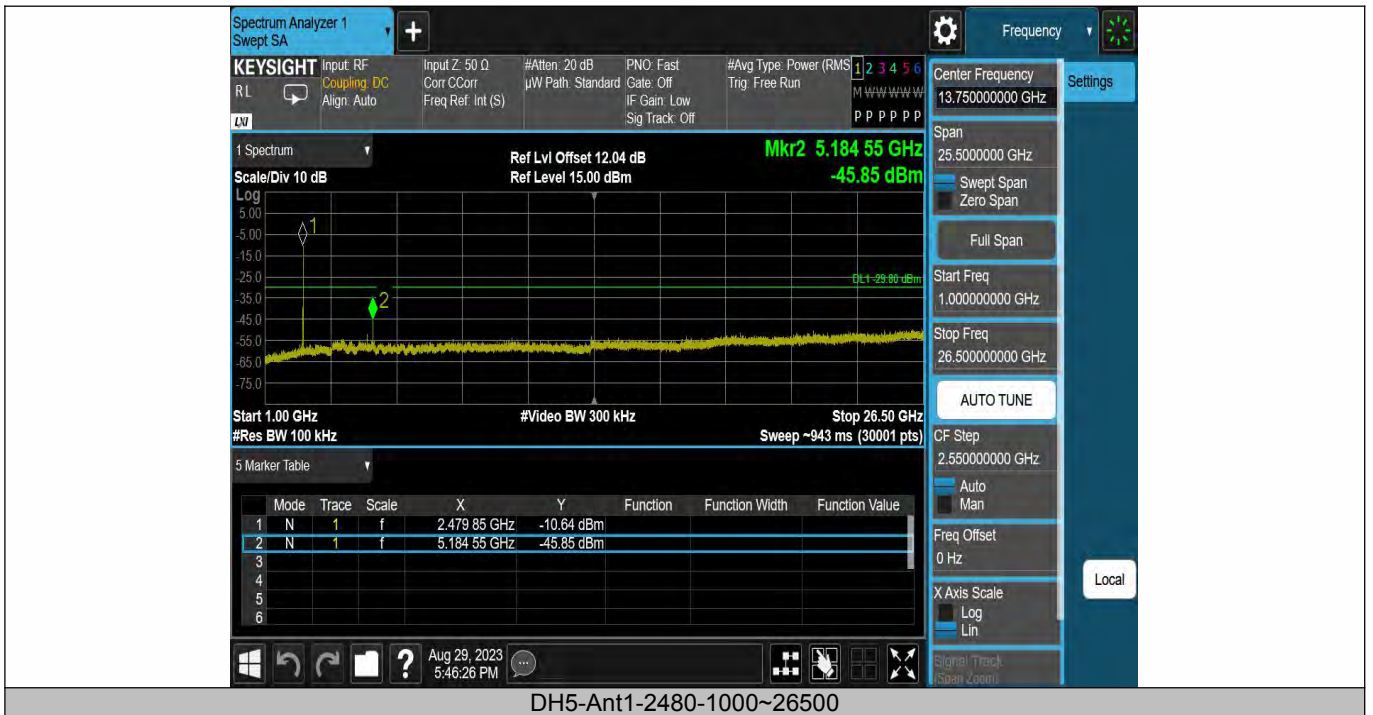 Spectrum Analyzer 1
Swept SA
+
Frequency
KEYSIGHT
RL
LXI
Input: RF
Coupling: DC
Align: Auto
Input Z: 50 Ω
Corr CCorr
Freq Ref: Int (S)
#Atten: 20 dB
µW Path: Standard
PNO: Fast
Gate: Off
IF Gain: Low
Sig Track: Off
#Avg Type: Power (RMS
Trig: Free Run
1 2 3 4 5 6
M W W W W W
P P P P P P
Center Frequency
13.750000000 GHz
Settings
Span
25.5000000 GHz
Swept Span
Zero Span
Full Span
Start Freq
1.000000000 GHz
Stop Freq
26.500000000 GHz
AUTO TUNE
CF Step
2.550000000 GHz
Auto
Man
Freq Offset
0 Hz
X Axis Scale
Log
Lin
Signal Track
(Span Zoom)
Local
1 Spectrum
Scale/Div 10 dB
Ref Lvl Offset 12.04 dB
Ref Level 15.00 dBm
Mkr2 5.184 55 GHz
-45.85 dBm
Log
5.00
-5.00
-15.0
-25.0
-35.0
-45.0
-55.0
-65.0
-75.0
1
2
DL1 -29.80 dBm
Start 1.00 GHz
#Res BW 100 kHz
#Video BW 300 kHz
Stop 26.50 GHz
Sweep ~943 ms (30001 pts)
5 Marker Table
Mode Trace Scale X Y Function Function Width Function Value
1 N 1 f 2.479 85 GHz -10.64 dBm
2 N 1 f 5.184 55 GHz -45.85 dBm
3
4
5
6
?
Aug 29, 2023
5:46:26 PM
DH5-Ant1-2480-1000~26500